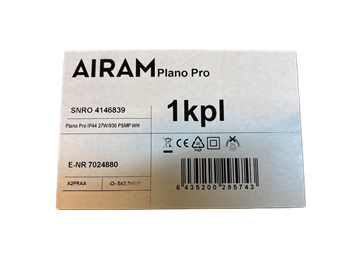 AIRAM Plano Pro
SNRO 4146839
1kpl
Plano Pro IP44 27W/830 PSMP WH
E-NR 7024880
A2PRAA
6 435200 295743